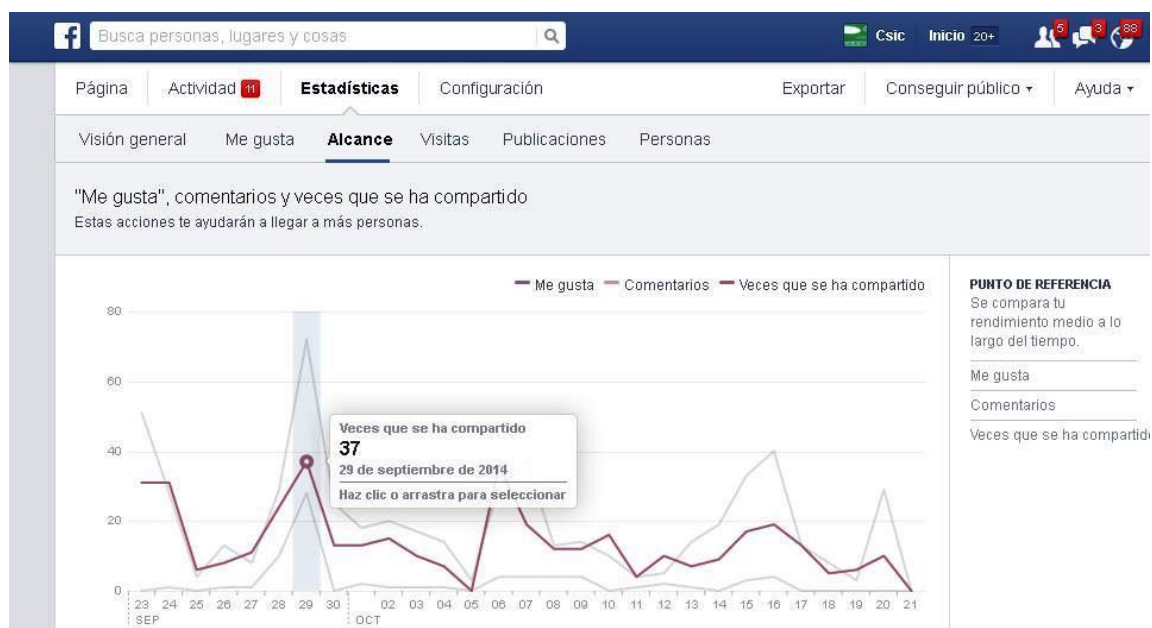 f Busca personas, lugares y cosas Csic Inicio 20+ 5 3 88
Página Actividad 11 Estadísticas Configuración Exportar Conseguir público Ayuda
Visión general Me gusta Alcance Visitas Publicaciones Personas
"Me gusta", comentarios y veces que se ha compartido
Estas acciones te ayudarán a llegar a más personas.
Me gusta Comentarios Veces que se ha compartido
80
60
40
20
0
Veces que se ha compartido
37
29 de septiembre de 2014
Haz clic o arrastra para seleccionar
23 24 25 26 27 28 29 30 02 03 04 05 06 07 08 09 10 11 12 13 14 15 16 17 18 19 20 21
SEP OCT
PUNTO DE REFERENCIA
Se compara tu
rendimiento medio a lo
largo del tiempo.
Me gusta
Comentarios
Veces que se ha compartido